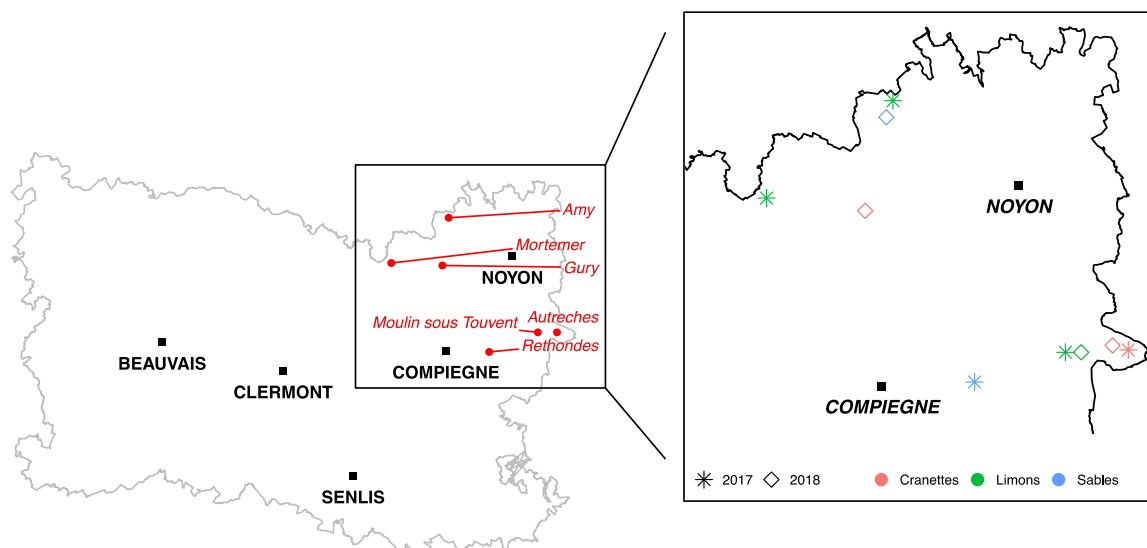 Amy
Mortemer
NOYON
Gury
Moulin sous Touvent
Autreches
Rethondes
BEAUVAIS
COMPIEGNE
CLERMONT
SENLIS
NOYON
COMPIEGNE
2017 2018 Cranettes Limons Sables